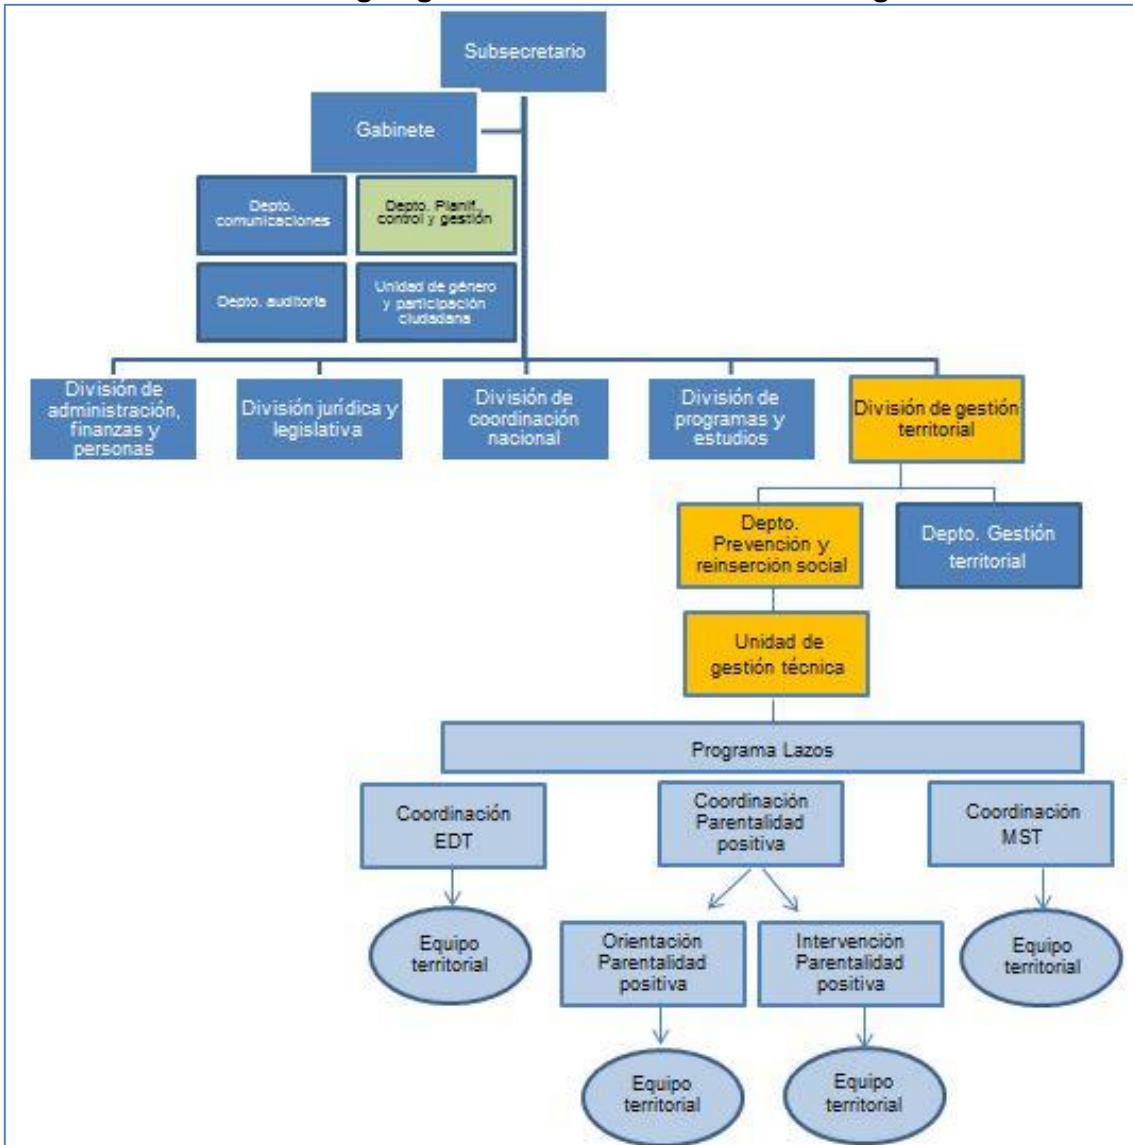 Subsecretario
Gabinete
Depto.
comunicaciones
Depto. Planif.,
control y gestión
Depto. auditoría
Unidad de género
y participación
ciudadana
División de
administración,
finanzas y
personas
División jurídica y
legislativa
División de
coordinación
nacional
División de
programas y
estudios
División de gestión
territorial
Depto.
Prevención y
reinserción social
Depto. Gestión
territorial
Unidad de
gestión técnica
Programa Lazos
Coordinación
EDT
Coordinación
Parentalidad
positiva
Coordinación
MST
Equipo
territorial
Orientación
Parentalidad
positiva
Intervención
Parentalidad
positiva
Equipo
territorial
Equipo
territorial
Equipo
territorial